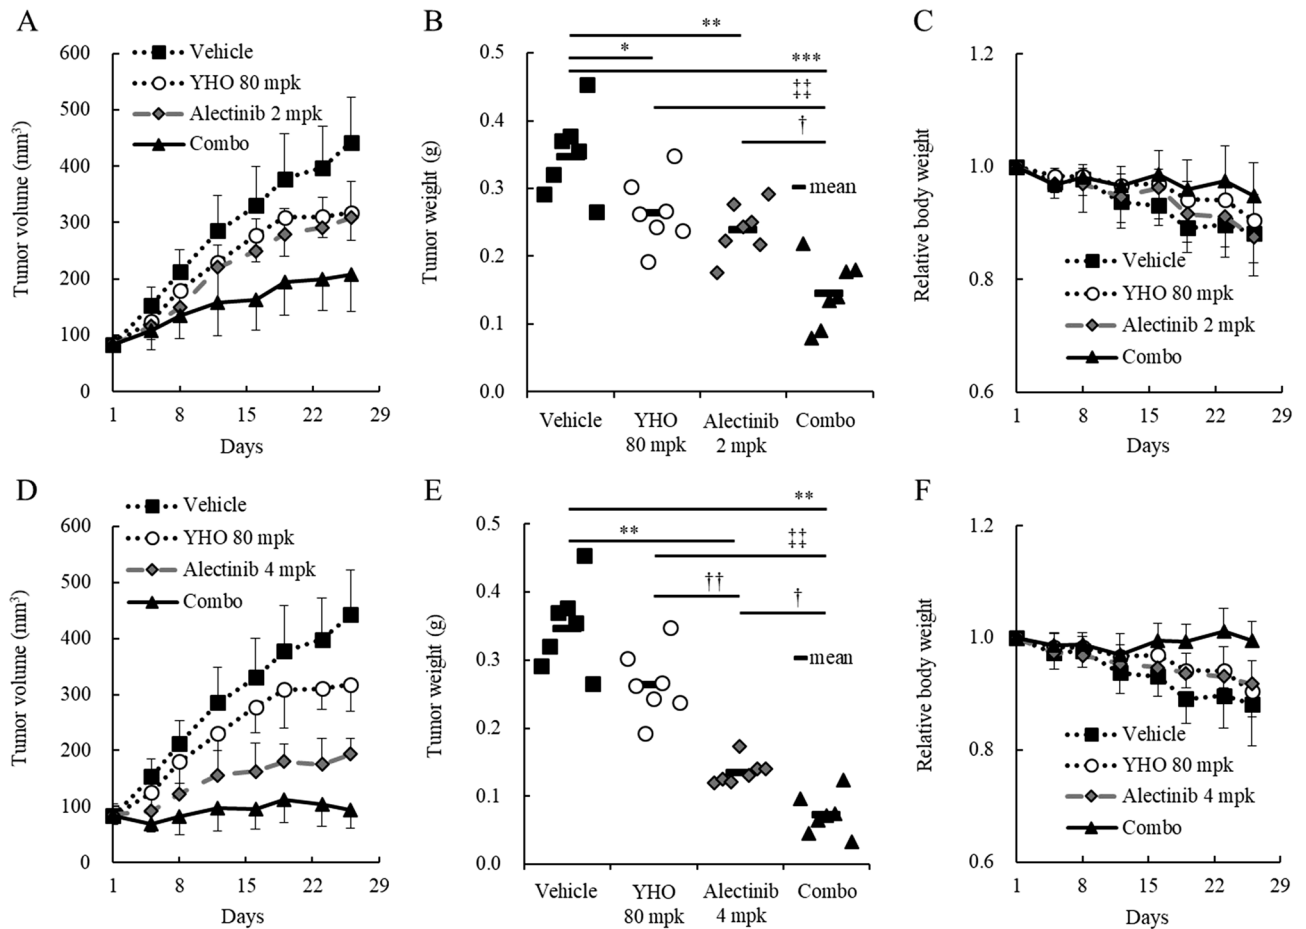 A
Vehicle
YHO 80 mpk
Alectinib 2 mpk
Combo
Tumor volume (mm³)
600
500
400
300
200
100
0
1 8 15 22 29
Days
B
**
*
***
‡‡
‡‡
†
mean
Tumor weight (g)
0.5
0.4
0.3
0.2
0.1
0.0
Vehicle YHO Alectinib Combo
80 mpk 2 mpk
C
Relative body weight
1.2
1.0
0.8
0.6
Vehicle
YHO 80 mpk
Alectinib 2 mpk
Combo
1 8 15 22 29
Days
D
Vehicle
YHO 80 mpk
Alectinib 4 mpk
Combo
Tumor volume (mm³)
600
500
400
300
200
100
0
1 8 15 22 29
Days
E
**
**
‡‡
‡‡
††
†
mean
Tumor weight (g)
0.5
0.4
0.3
0.2
0.1
0.0
Vehicle YHO Alectinib Combo
80 mpk 4 mpk
F
Relative body weight
1.2
1.0
0.8
0.6
Vehicle
YHO 80 mpk
Alectinib 4 mpk
Combo
1 8 15 22 29
Days